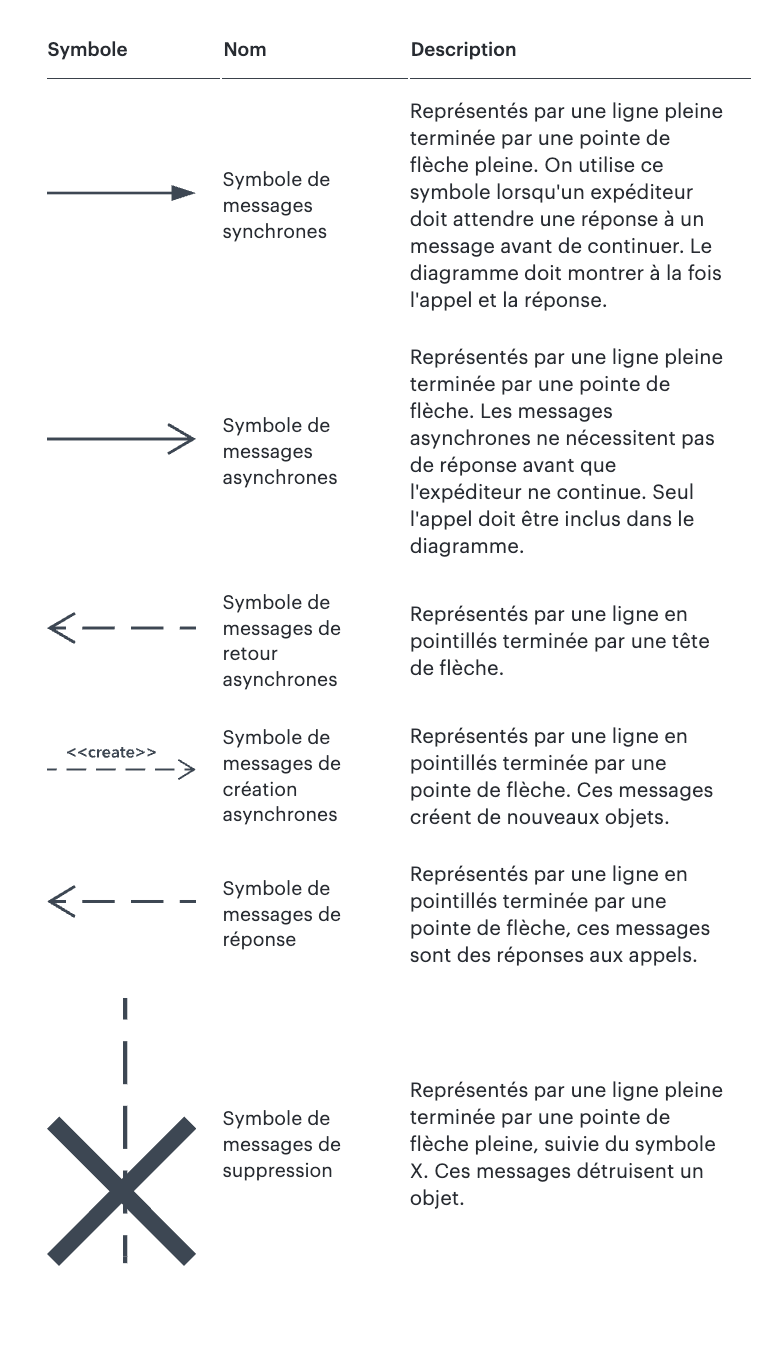 Symbole Nom Description
Représentés par une ligne pleine
terminée par une pointe de
flèche pleine. On utilise ce
symbole lorsqu'un expéditeur
doit attendre une réponse à un
message avant de continuer. Le
diagramme doit montrer à la fois
l'appel et la réponse.
Symbole de
messages
synchrones
Représentés par une ligne pleine
terminée par une pointe de
flèche. Les messages
asynchrones ne nécessitent pas
de réponse avant que
l'expéditeur ne continue. Seul
l'appel doit être inclus dans le
diagramme.
Symbole de
messages
asynchrones
Symbole de
messages de
retour
asynchrones
Représentés par une ligne en
pointillés terminée par une tête
de flèche.
<<create>>
Symbole de
messages de
création
asynchrones
Représentés par une ligne en
pointillés terminée par une
pointe de flèche. Ces messages
créent de nouveaux objets.
Symbole de
messages de
réponse
Représentés par une ligne en
pointillés terminée par une
pointe de flèche, ces messages
sont des réponses aux appels.
Symbole de
messages de
suppression
Représentés par une ligne pleine
terminée par une pointe de
flèche pleine, suivie du symbole
X. Ces messages détruisent un
objet.